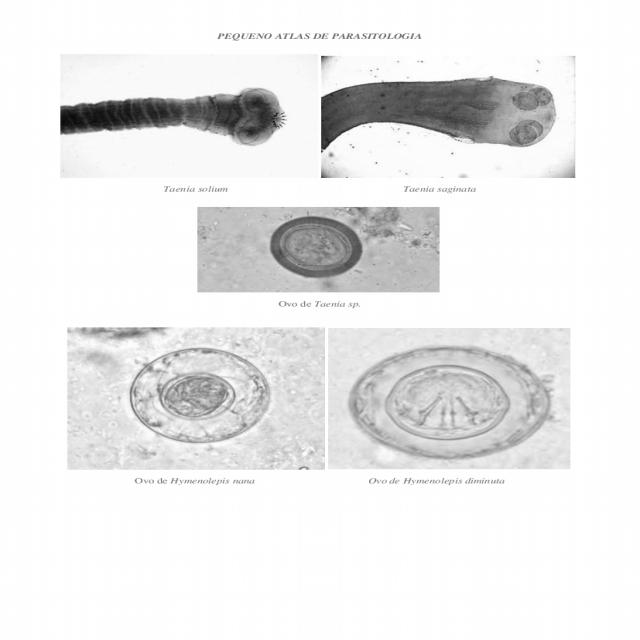 PEQUENO ATLAS DE PARASITOLOGIA
Taenia solium
Taenia saginata
Ovo de Taenia sp.
Ovo de Hymenolepis nana
Ovo de Hymenolepis diminuta